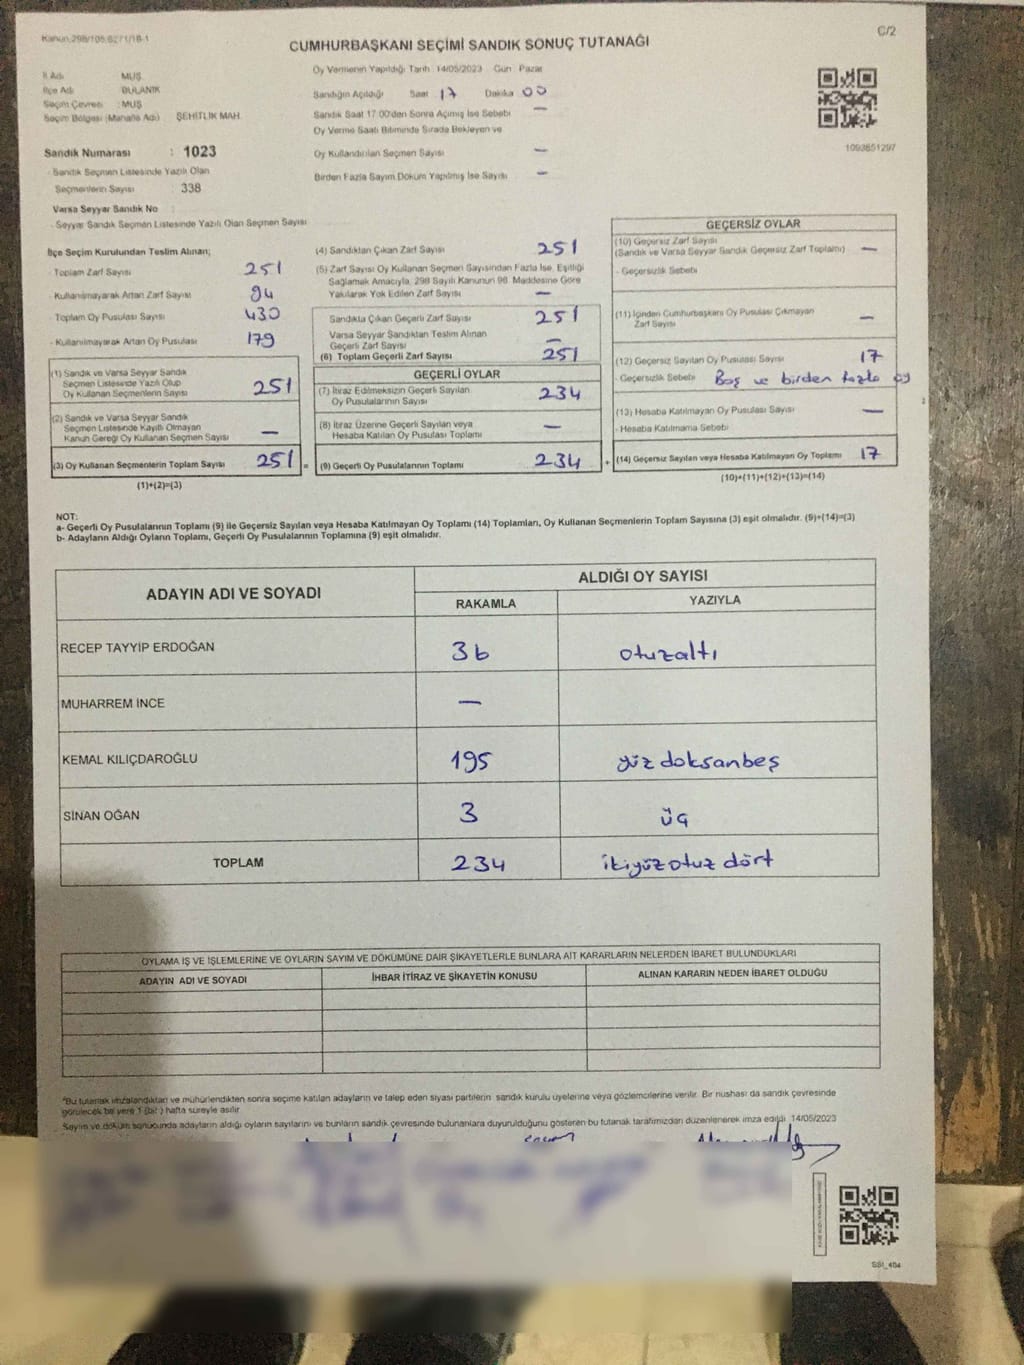 Kanun:298/105,6271/18-1
C/2
CUMHURBAŞKANI SEÇİMİ SANDIK SONUÇ TUTANAĞI
İl Adı : MUŞ
İlçe Adı : BULANIK
Seçim Çevresi : MUŞ
Seçim Bölgesi (Mahalle Adı) : ŞEHİTLİK MAH.
Sandık Numarası : 1023
- Sandık Seçmen Listesinde Yazılı Olan
Seçmenlerin Sayısı : 338
Varsa Seyyar Sandık No :
- Seyyar Sandık Seçmen Listesinde Yazılı Olan Seçmen Sayısı
Oy Vermenin Yapıldığı Tarih :14/05/2023 Gün : Pazar
Sandığın Açıldığı Saat 17 Dakika 00
Sandık Saat 17:00'den Sonra Açılmış İse Sebebi —
Oy Verme Saati Bitiminde Sırada Bekleyen ve
Oy Kullandırılan Seçmen Sayısı —
Birden Fazla Sayım Döküm Yapılmış İse Sayısı —
1093851297
İlçe Seçim Kurulundan Teslim Alınan;
- Toplam Zarf Sayısı 251
- Kullanılmayarak Artan Zarf Sayısı 94
- Toplam Oy Pusulası Sayısı 430
- Kullanılmayarak Artan Oy Pusulası 179
(1) Sandık ve Varsa Seyyar Sandık
Seçmen Listesinde Yazılı Olup
Oy Kullanan Seçmenlerin Sayısı 251
(2) Sandık ve Varsa Seyyar Sandık
Seçmen Listesinde Kayıtlı Olmayan
Kanun Gereği Oy Kullanan Seçmen Sayısı —
(3) Oy Kullanan Seçmenlerin Toplam Sayısı 251 =
(1)+(2)=(3)
(4) Sandıktan Çıkan Zarf Sayısı 251
(5) Zarf Sayısı Oy Kullanan Seçmen Sayısından Fazla İse, Eşitliği
Sağlamak Amacıyla, 298 Sayılı Kanunun 98. Maddesine Göre
Yakılarak Yok Edilen Zarf Sayısı —
Sandıkta Çıkan Geçerli Zarf Sayısı 251
Varsa Seyyar Sandıktan Teslim Alınan
Geçerli Zarf Sayısı —
(6) Toplam Geçerli Zarf Sayısı 251
GEÇERLİ OYLAR
(7) İtiraz Edilmeksizin Geçerli Sayılan
Oy Pusulalarının Sayısı 234
(8) İtiraz Üzerine Geçerli Sayılan veya
Hesaba Katılan Oy Pusulası Toplamı —
(9) Geçerli Oy Pusulalarının Toplamı 234 +
GEÇERSİZ OYLAR
(10) Geçersiz Zarf Sayısı
(Sandık ve Varsa Seyyar Sandık Geçersiz Zarf Toplamı) —
- Geçersizlik Sebebi
(11) İçinden Cumhurbaşkanı Oy Pusulası Çıkmayan
Zarf Sayısı —
(12) Geçersiz Sayılan Oy Pusulası Sayısı 17
- Geçersizlik Sebebi Boş ve birden fazla oy
(13) Hesaba Katılmayan Oy Pusulası Sayısı —
- Hesaba Katılmama Sebebi
(14) Geçersiz Sayılan veya Hesaba Katılmayan Oy Toplamı 17
(10)+(11)+(12)+(13)=(14)
NOT:
a- Geçerli Oy Pusulalarının Toplamı (9) ile Geçersiz Sayılan veya Hesaba Katılmayan Oy Toplamı (14) Toplamları, Oy Kullanan Seçmenlerin Toplam Sayısına (3) eşit olmalıdır. (9)+(14)=(3)
b- Adayların Aldığı Oyların Toplamı, Geçerli Oy Pusulalarının Toplamına (9) eşit olmalıdır.
ADAYIN ADI VE SOYADI
ALDIĞI OY SAYISI
RAKAMLA YAZIYLA
RECEP TAYYİP ERDOĞAN 36 otuzaltı
MUHARREM İNCE —
KEMAL KILIÇDAROĞLU 195 yüz doksanbeş
SİNAN OĞAN 3 üç
TOPLAM 234 ikiyüz otuz dört
OYLAMA İŞ VE İŞLEMLERİNE VE OYLARIN SAYIM VE DÖKÜMÜNE DAİR ŞİKAYETLERLE BUNLARA AİT KARARLARIN NELERDEN İBARET BULUNDUKLARI
ADAYIN ADI VE SOYADI İHBAR İTİRAZ VE ŞİKAYETİN KONUSU ALINAN KARARIN NEDEN İBARET OLDUĞU
*Bu tutanak imzalandıktan ve mühürlendikten sonra seçime katılan adayların ve talep eden siyasi partilerin sandık kurulu üyelerine veya gözlemcilerine verilir. Bir nushası da sandık çevresinde
görülecek bir yere 1 (bir) hafta süreyle asılır.
Sayım ve döküm sonucunda adayların aldığı oyların sayılarını ve bunların sandık çevresinde bulunanlara duyurulduğunu gösteren bu tutanak tarafımızdan düzenlenerek imza edildi. 14/05/2023
SSİ_404